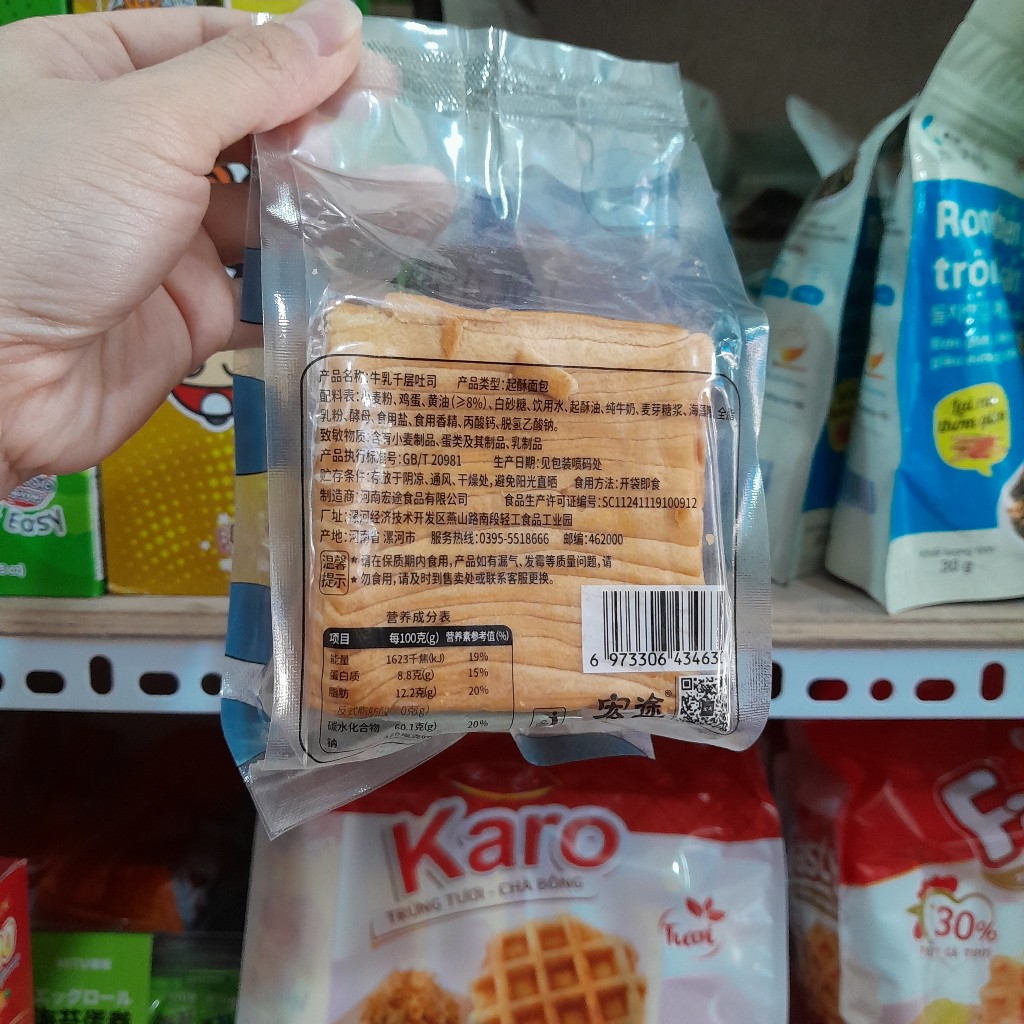 产品名称:牛乳千层吐司 产品类型:起酥面包
配料表:小麦粉、鸡蛋、黄油(≥8%)、白砂糖、饮用水、起酥油、纯牛奶、麦芽糖浆、海藻糖、全脂
乳粉、酵母、食用盐、食用香精、丙酸钙、脱氢乙酸钠。
致敏物质:含有小麦制品、蛋类及其制品、乳制品
产品执行标准号:GB/T 20981 生产日期:见包装喷码处
贮存条件:存放于阴凉、通风、干燥处,避免阳光直晒 食用方法:开袋即食
制造商:河南宏途食品有限公司 食品生产许可证编号:SC11241119100912
厂址:漯河经济技术开发区燕山路南段轻工食品工业园
产地:河南省 漯河市 服务热线:0395-5518666 邮编:462000
温馨
提示
★请在保质期内食用,产品如有漏气、发霉等质量问题,请
★勿食用,请及时到售卖处或联系客服更换。
营养成分表
项目 每100克(g) 营养素参考值(%)
能量 1623千焦(kJ) 19%
蛋白质 8.8克(g) 15%
脂肪 12.2克(g) 20%
-反式脂肪酸 0克(g)
碳水化合物 60.1克(g) 20%
钠
6 973306 43463
宏途®
EASY
trộn
30 g
Karo
TRỨNG TƯƠI - CHÀ BÔNG
Tươi
30%
ッグロール